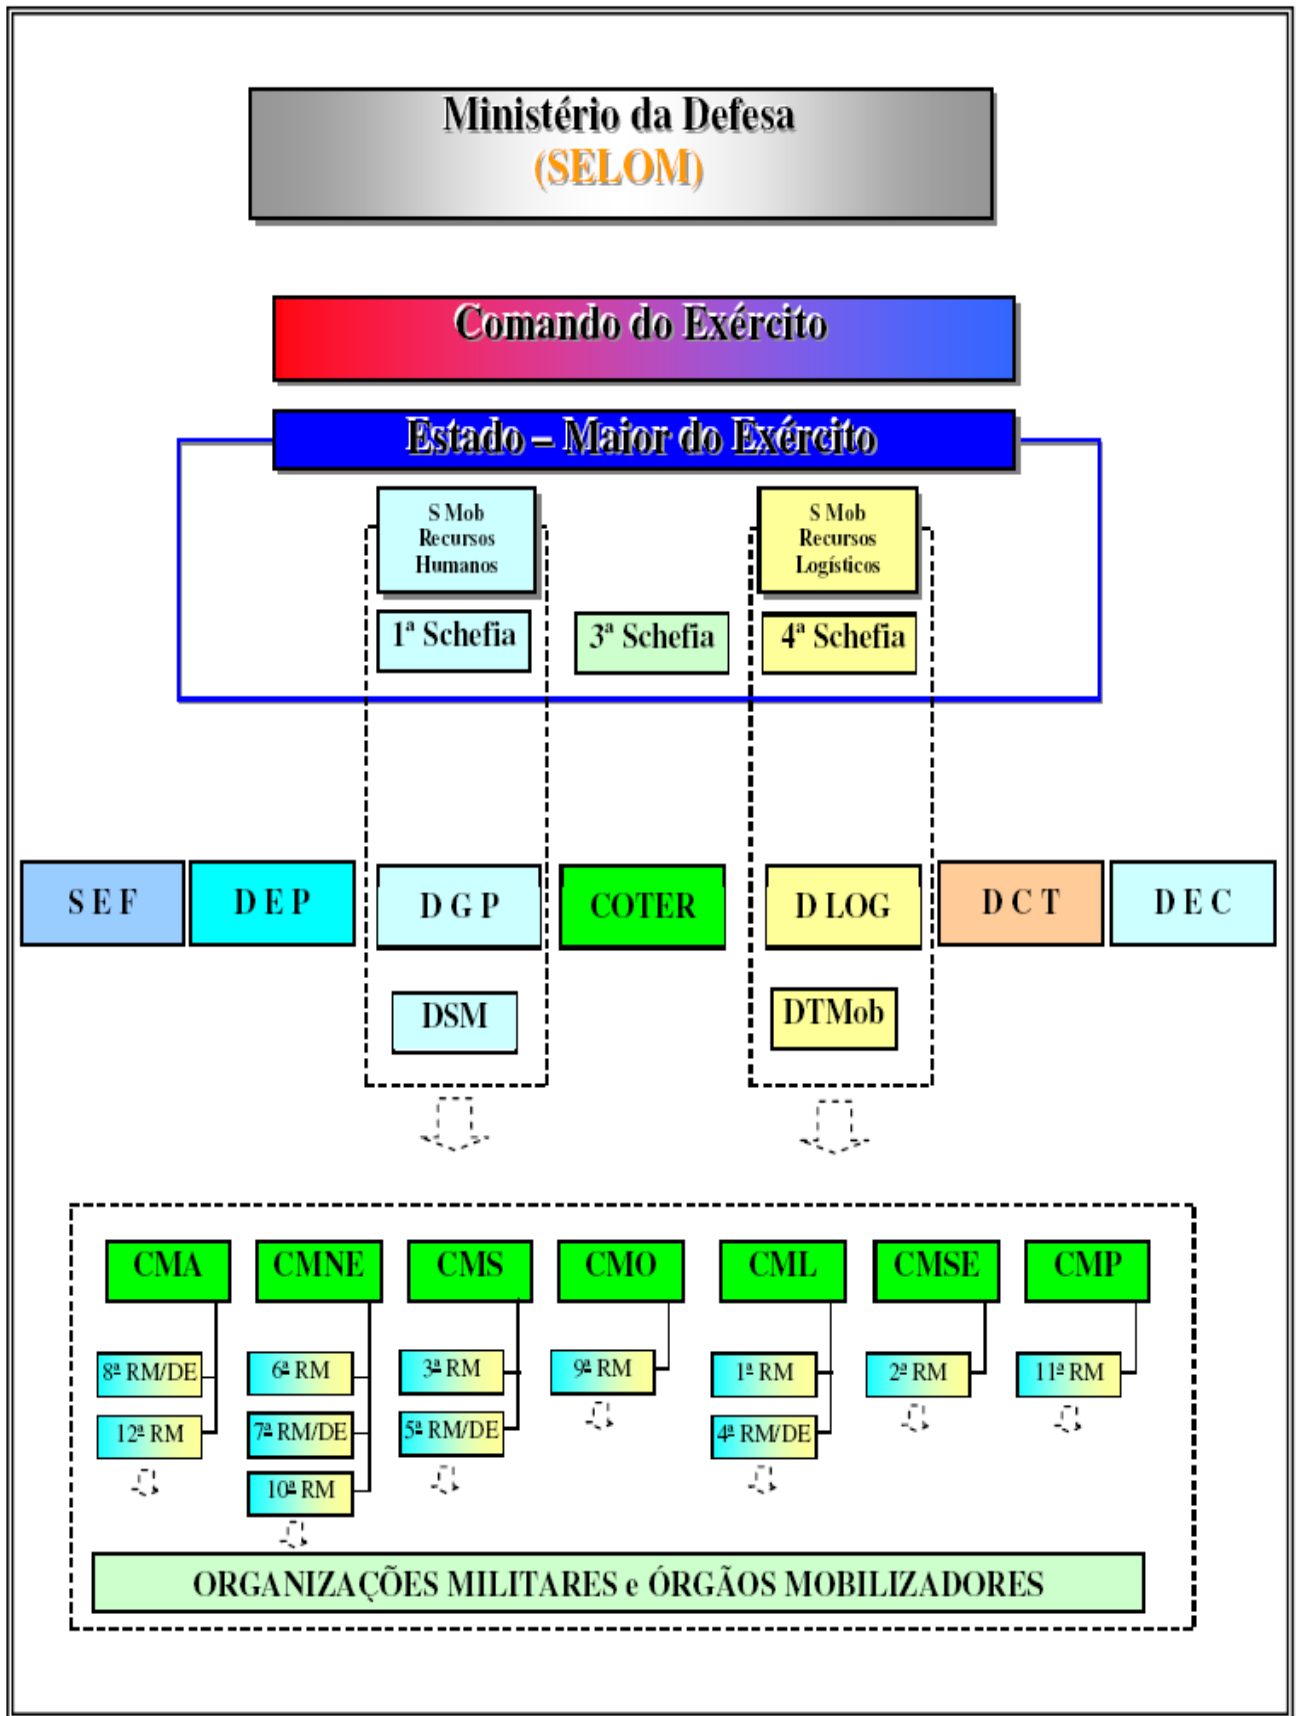 Ministério da Defesa
(SELOM)
Comando do Exército
Estado – Maior do Exército
S Mob
Recursos
Humanos
S Mob
Recursos
Logísticos
1ª Schefia
3ª Schefia
4ª Schefia
S E F
D E P
D G P
COTER
D LOG
D C T
D E C
DSM
DTMob
CMA
CMNE
CMS
CMO
CML
CMSE
CMP
8ª RM/DE
6ª RM
3ª RM
9ª RM
1ª RM
2ª RM
11ª RM
12ª RM
7ª RM/DE
5ª RM/DE
4ª RM/DE
10ª RM
ORGANIZAÇÕES MILITARES e ÓRGÃOS MOBILIZADORES